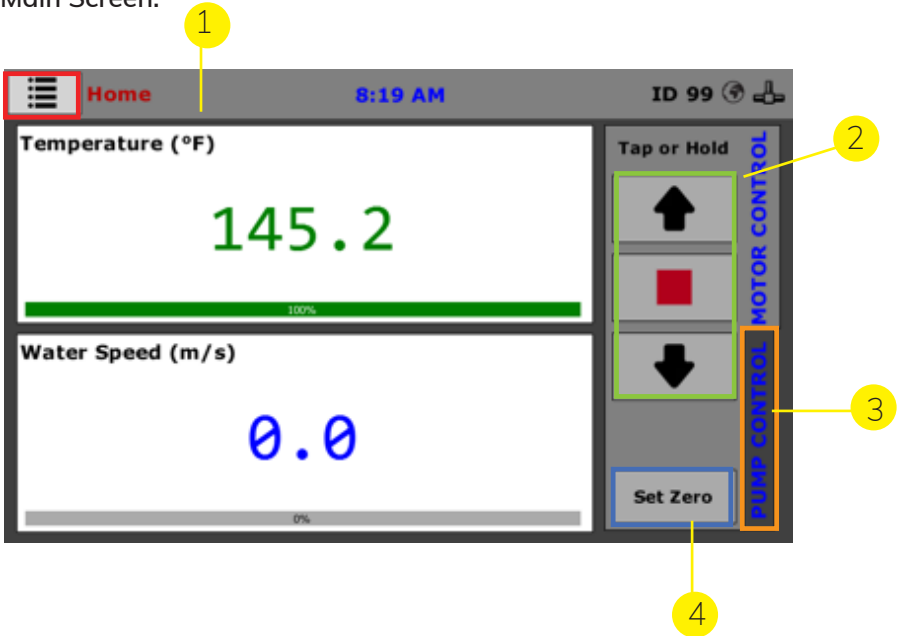 Main Screen:
1
Home 8:19 AM ID 99
Temperature (°F)
145.2
100%
Water Speed (m/s)
0.0
0%
Tap or Hold
Set Zero
MOTOR CONTROL
PUMP CONTROL
2
3
4